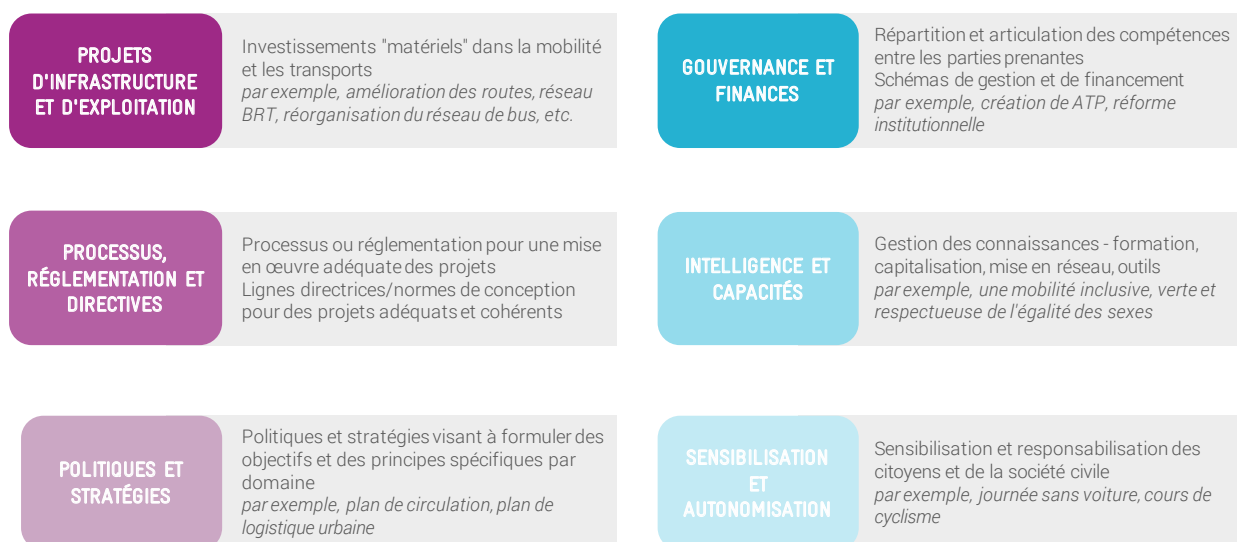 PROJETS
D'INFRASTRUCTURE
ET D'EXPLOITATION
Investissements "matériels" dans la mobilité
et les transports
par exemple, amélioration des routes, réseau
BRT, réorganisation du réseau de bus, etc.
GOUVERNANCE ET
FINANCES
Répartition et articulation des compétences
entre les parties prenantes
Schémas de gestion et de financement
par exemple, création de ATP, réforme
institutionnelle
PROCESSUS,
RÉGLEMENTATION ET
DIRECTIVES
Processus ou réglementation pour une mise
en œuvre adéquate des projets
Lignes directrices/normes de conception
pour des projets adéquats et cohérents
INTELLIGENCE ET
CAPACITÉS
Gestion des connaissances - formation,
capitalisation, mise en réseau, outils
par exemple, une mobilité inclusive, verte et
respectueuse de l'égalité des sexes
POLITIQUES ET
STRATÉGIES
Politiques et stratégies visant à formuler des
objectifs et des principes spécifiques par
domaine
par exemple, plan de circulation, plan de
logistique urbaine
SENSIBILISATION
ET
AUTONOMISATION
Sensibilisation et responsabilisation des
citoyens et de la société civile
par exemple, journée sans voiture, cours de
cyclisme